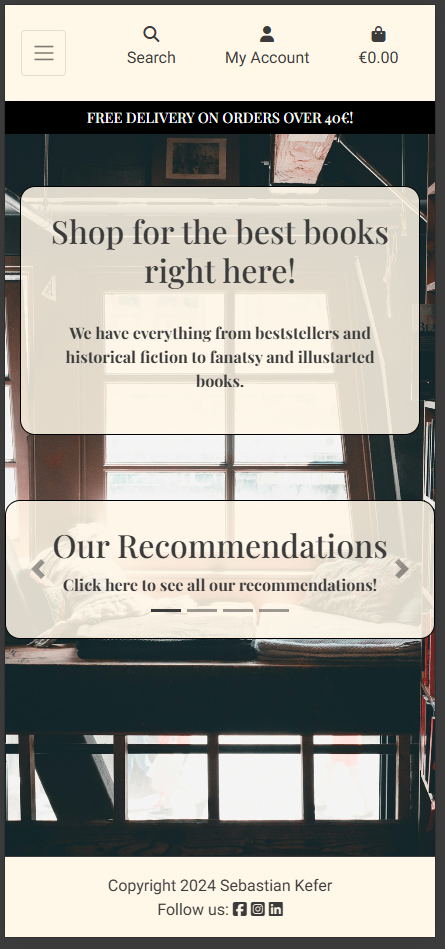 Search
My Account
€0.00
FREE DELIVERY ON ORDERS OVER 40€!
Shop for the best books
right here!
We have everything from beststellers and
historical fiction to fanatsy and illustarted
books.
Our Recommendations
Click here to see all our recommendations!
Copyright 2024 Sebastian Kefer
Follow us: